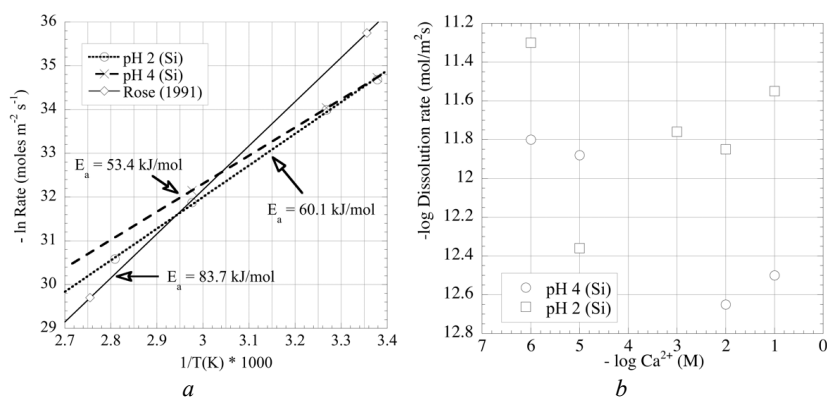 36
35
34
33
32
31
30
29
- ln Rate (moles m⁻² s⁻¹)
pH 2 (Si)
pH 4 (Si)
Rose (1991)
Eₐ = 53.4 kJ/mol
Eₐ = 60.1 kJ/mol
Eₐ = 83.7 kJ/mol
2.7 2.8 2.9 3 3.1 3.2 3.3 3.4
1/T(K) * 1000
a
11.2
11.4
11.6
11.8
12
12.2
12.4
12.6
12.8
-log Dissolution rate (mol/m²s)
pH 4 (Si)
pH 2 (Si)
7 6 5 4 3 2 1 0
- log Ca²⁺ (M)
b